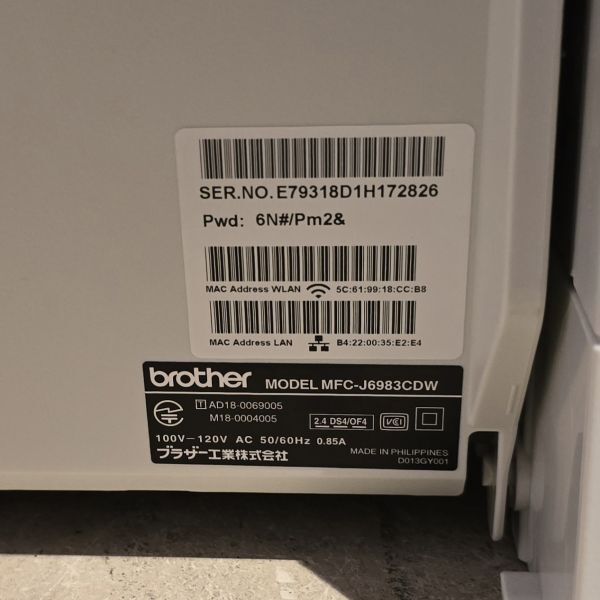 SER.NO.E79318D1H172826
Pwd: 6N#/Pm2&
MAC Address WLAN 5C:61:99:18:CC:B8
MAC Address LAN B4:22:00:35:E2:E4
brother MODEL MFC-J6983CDW
T AD18-0069005
M18-0004005
2.4 DS4/OF4 VCI
100V-120V AC 50/60Hz 0.85A
MADE IN PHILIPPINES
ブラザー工業株式会社
D013GY001